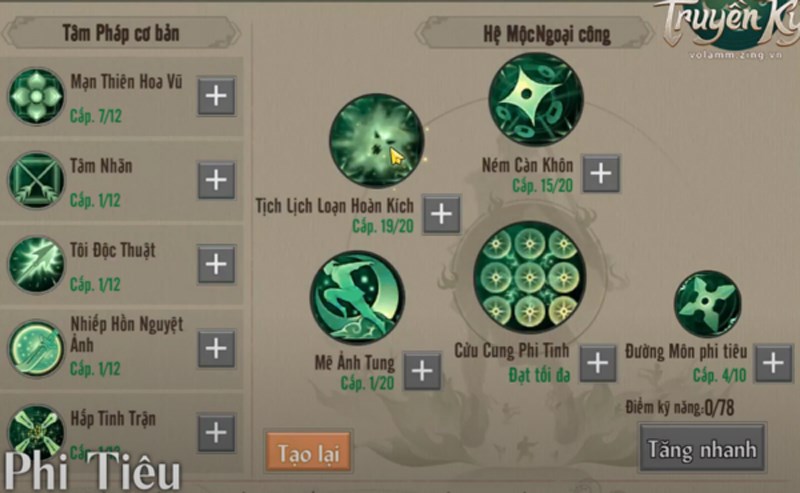 Tâm Pháp cơ bản
Mạn Thiên Hoa Vũ
Cấp. 7/12
Tâm Nhãn
Cấp. 1/12
Tôi Độc Thuật
Cấp. 1/12
Nhiếp Hồn Nguyệt
Ảnh
Cấp. 1/12
Hấp Tinh Trận
Phi Tiêu
Hệ MộcNgoại công
Truyền Kỳ
volamm.zing.vn
Ném Càn Khôn
Cấp. 15/20
Tịch Lịch Loạn Hoàn Kích
Cấp. 19/20
Mê Ảnh Tung
Cấp. 1/20
Cửu Cung Phi Tinh
Đạt tối đa
Đường Môn phi tiêu
Cấp. 4/10
Điểm kỹ năng:0/78
Tạo lại
Tăng nhanh